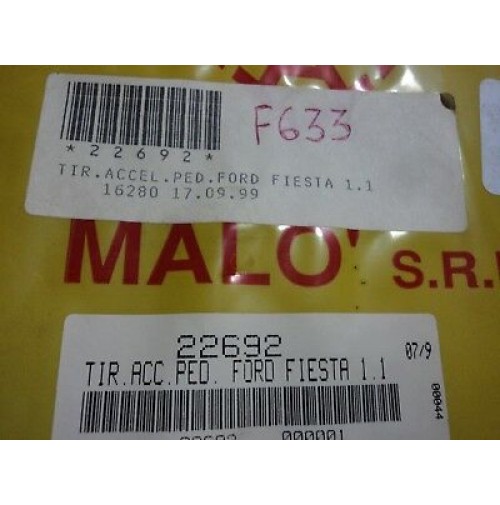 *22692*
F633
TIR.ACCEL.PED.FORD FIESTA 1.1
16280 17.09.99
MALO' S.R.
22692
07/9
TIR.ACC.PED. FORD FIESTA 1.1
00044
000001